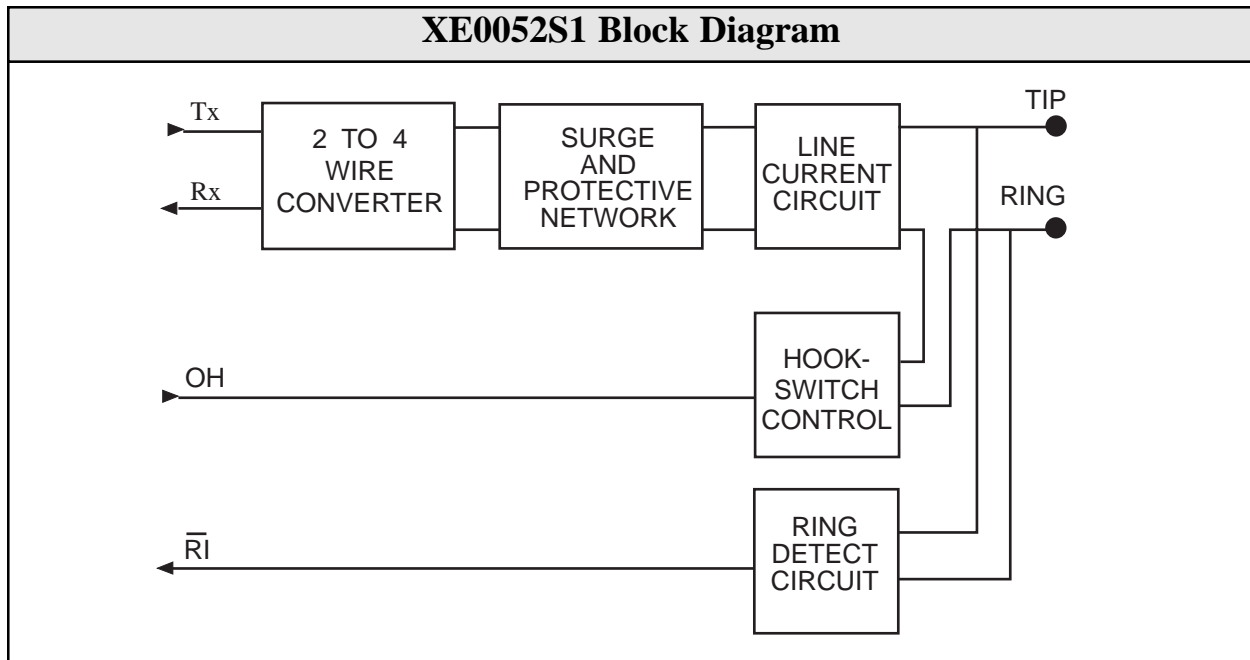 XE0052S1 Block Diagram
Tx
Rx
2 TO 4
WIRE
CONVERTER
SURGE
AND
PROTECTIVE
NETWORK
LINE
CURRENT
CIRCUIT
TIP
RING
OH
HOOK-
SWITCH
CONTROL
R̅I̅
RING
DETECT
CIRCUIT